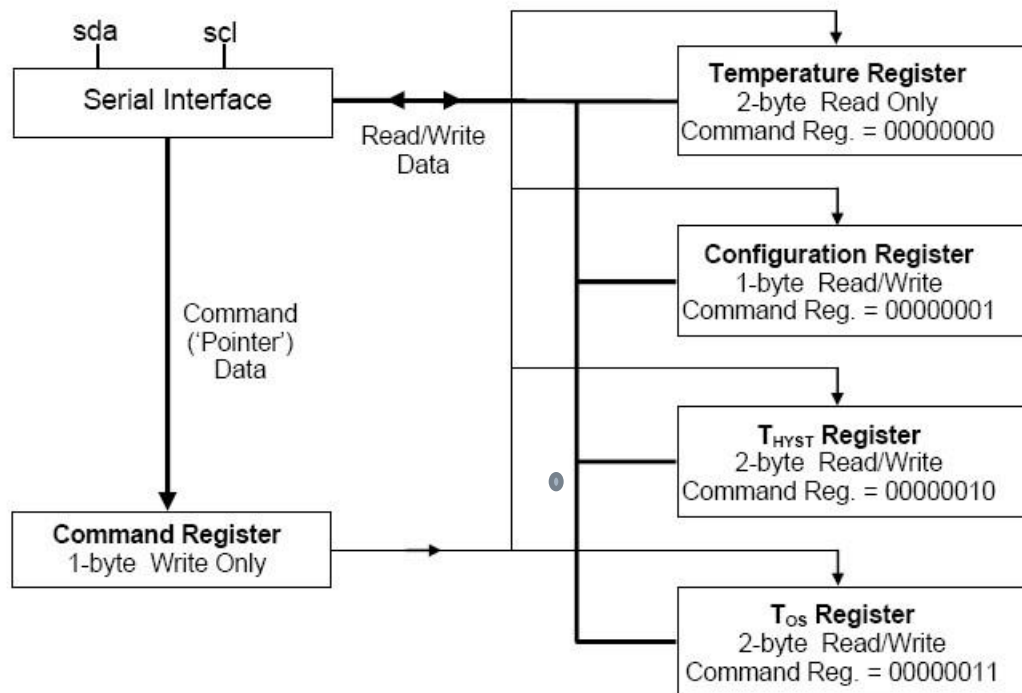 sda scl
Serial Interface
Read/Write
Data
Command
('Pointer')
Data
Command Register
1-byte Write Only
Temperature Register
2-byte Read Only
Command Reg. = 00000000
Configuration Register
1-byte Read/Write
Command Reg. = 00000001
THYST Register
2-byte Read/Write
Command Reg. = 00000010
TOS Register
2-byte Read/Write
Command Reg. = 00000011